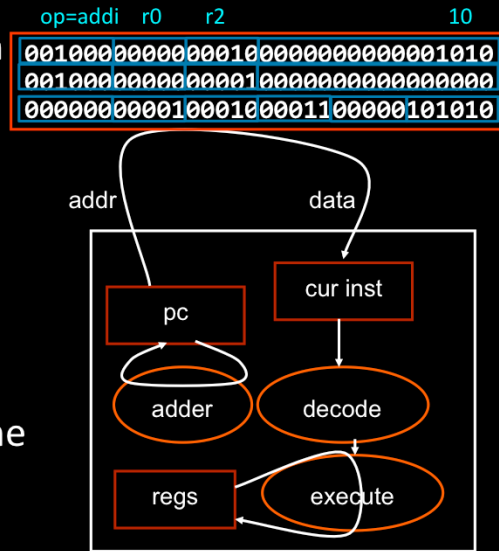 op=addi r0 r2 10
00100000000000100000000000001010
00100000000000010000000000000000
00000000001000100001100000101010
addr data
cur inst
pc
adder decode
regs execute